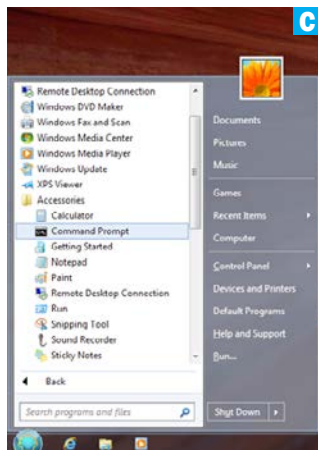 C
Remote Desktop Connection
Windows DVD Maker
Windows Fax and Scan
Windows Media Center
Windows Media Player
Windows Update
XPS Viewer
Accessories
Calculator
Command Prompt
Getting Started
Notepad
Paint
Remote Desktop Connection
Run
Snipping Tool
Sound Recorder
Sticky Notes
Back
Search programs and files
Documents
Pictures
Music
Games
Recent Items
Computer
Control Panel
Devices and Printers
Default Programs
Help and Support
Run...
Shut Down